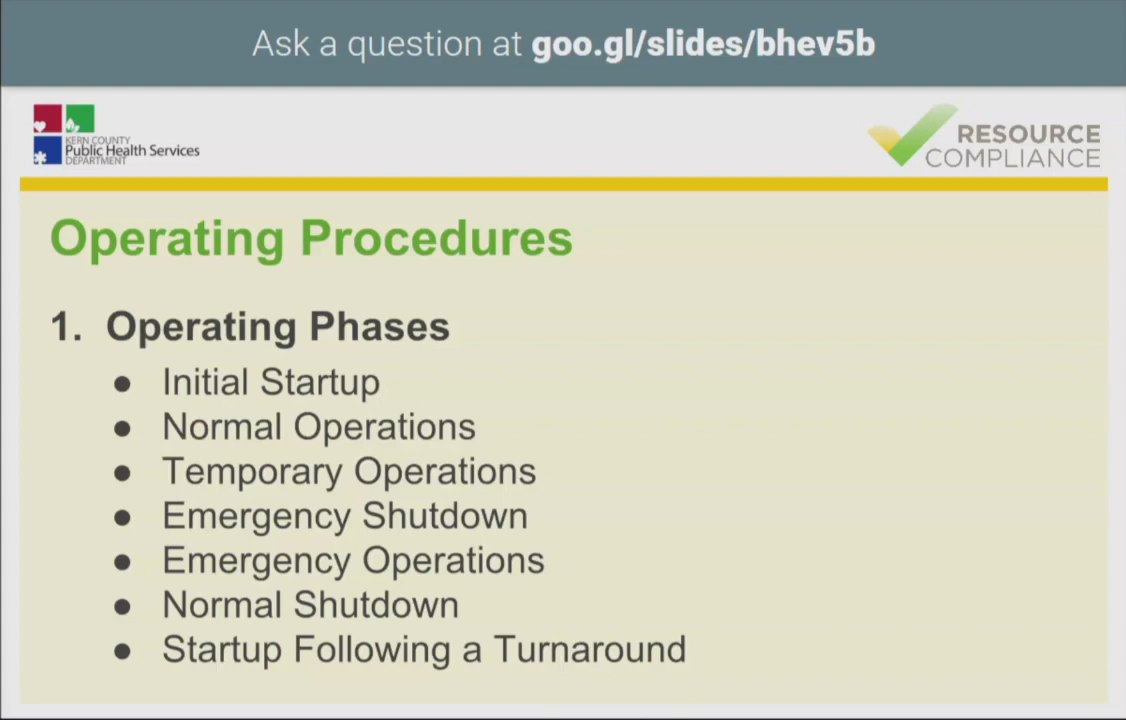 Ask a question at goo.gl/slides/bhev5b
KERN COUNTY
Public Health Services
DEPARTMENT
RESOURCE
COMPLIANCE
Operating Procedures
1. Operating Phases
● Initial Startup
● Normal Operations
● Temporary Operations
● Emergency Shutdown
● Emergency Operations
● Normal Shutdown
● Startup Following a Turnaround